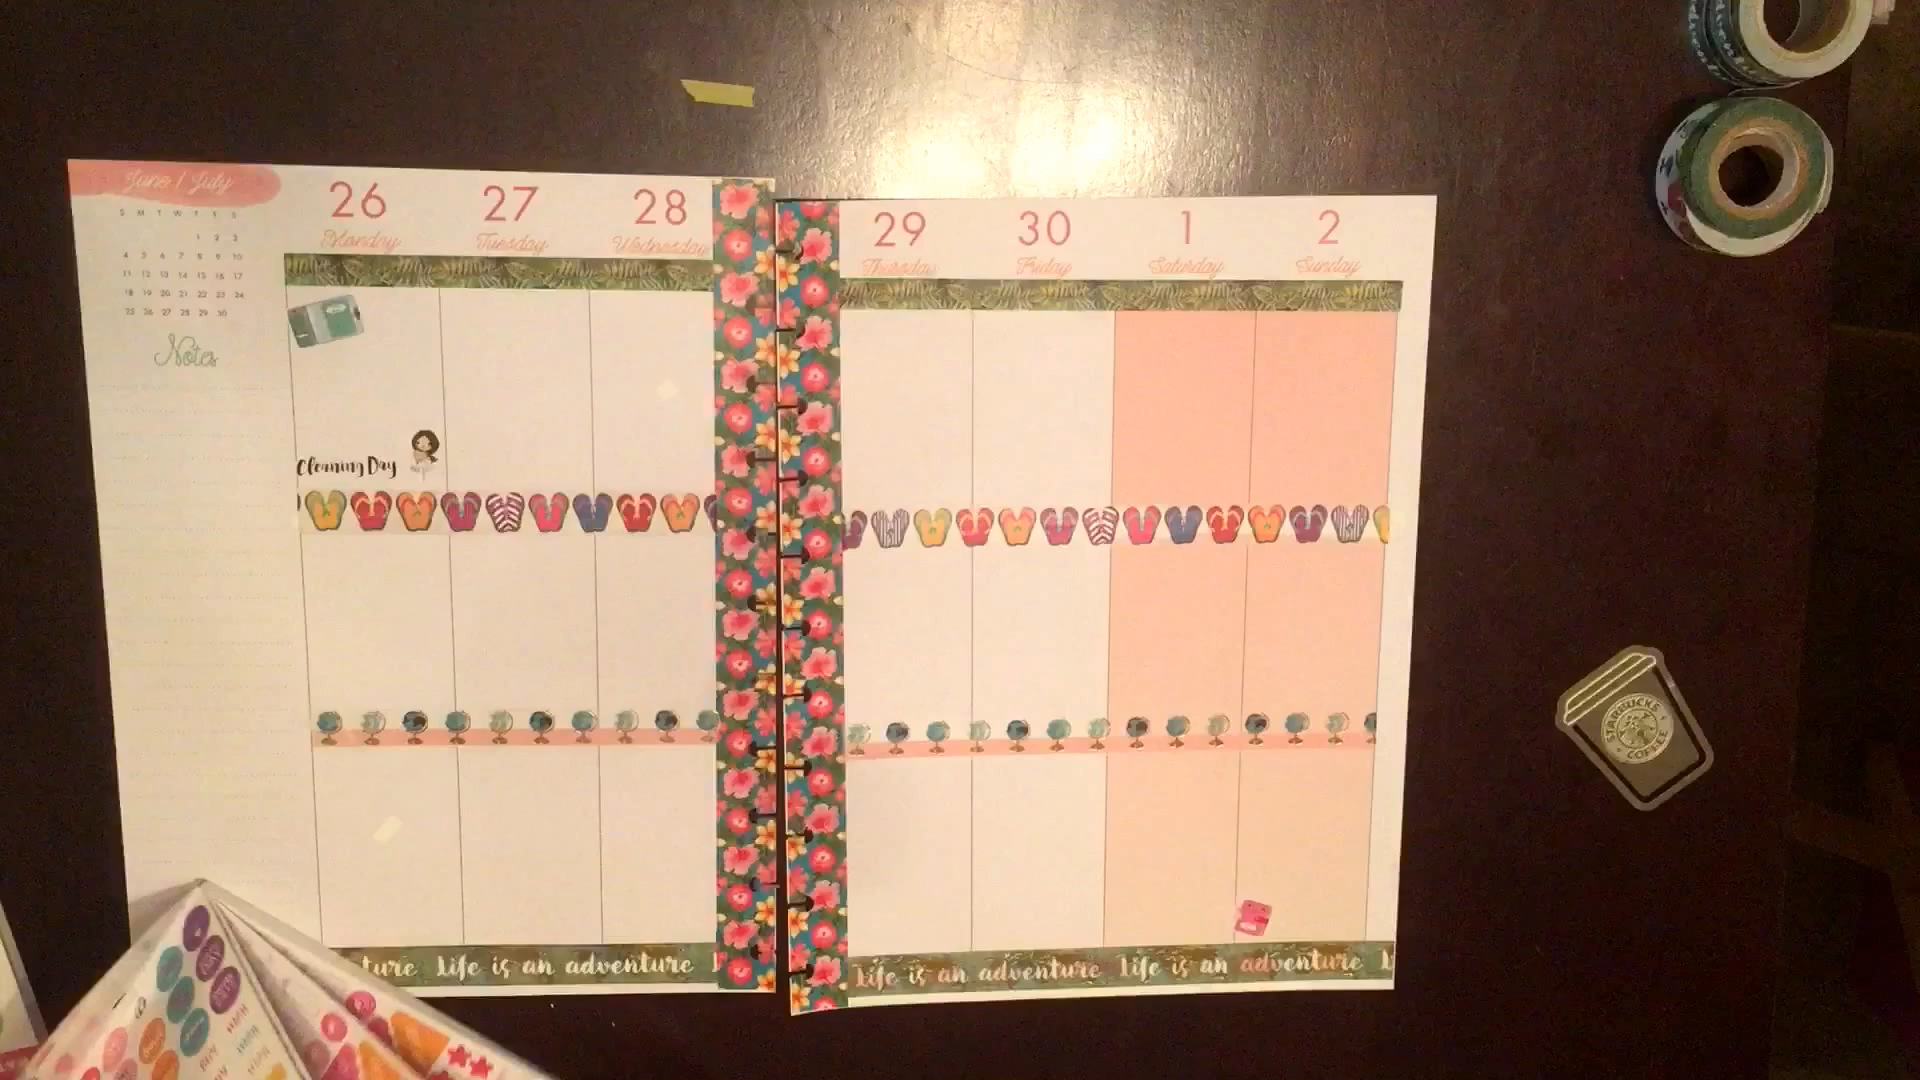 June / July
S M T W T F S
1 2 3
4 5 6 7 8 9 10
11 12 13 14 15 16 17
18 19 20 21 22 23 24
25 26 27 28 29 30
Notes
26 27 28
Monday Tuesday Wednesday
Cleaning Day
ture Life is an adventure
29 30 1 2
Thursday Friday Saturday Sunday
Life is an adventure Life is an adventure
STARBUCKS
COFFEE